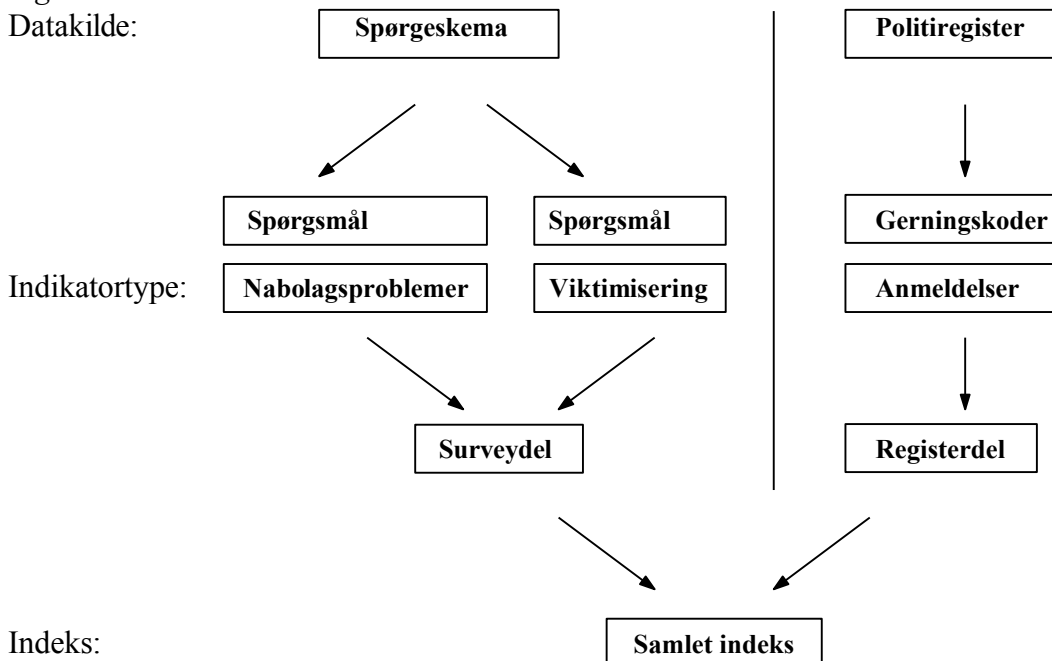 Datakilde: Spørgeskema Politiregister
Spørgsmål Spørgsmål Gerningskoder
Indikatortype: Nabolagsproblemer Viktimisering Anmeldelser
Surveydel Registerdel
Indeks: Samlet indeks